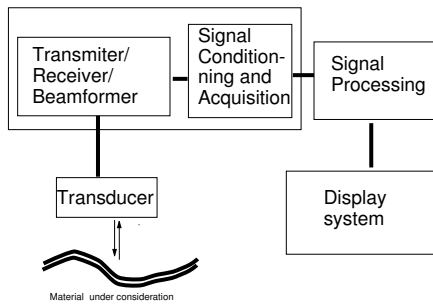 Transmiter/
Receiver/
Beamformer
Signal
Condition-
ning and
Acquisition
Signal
Processing
Transducer
Display
system
Material under consideration